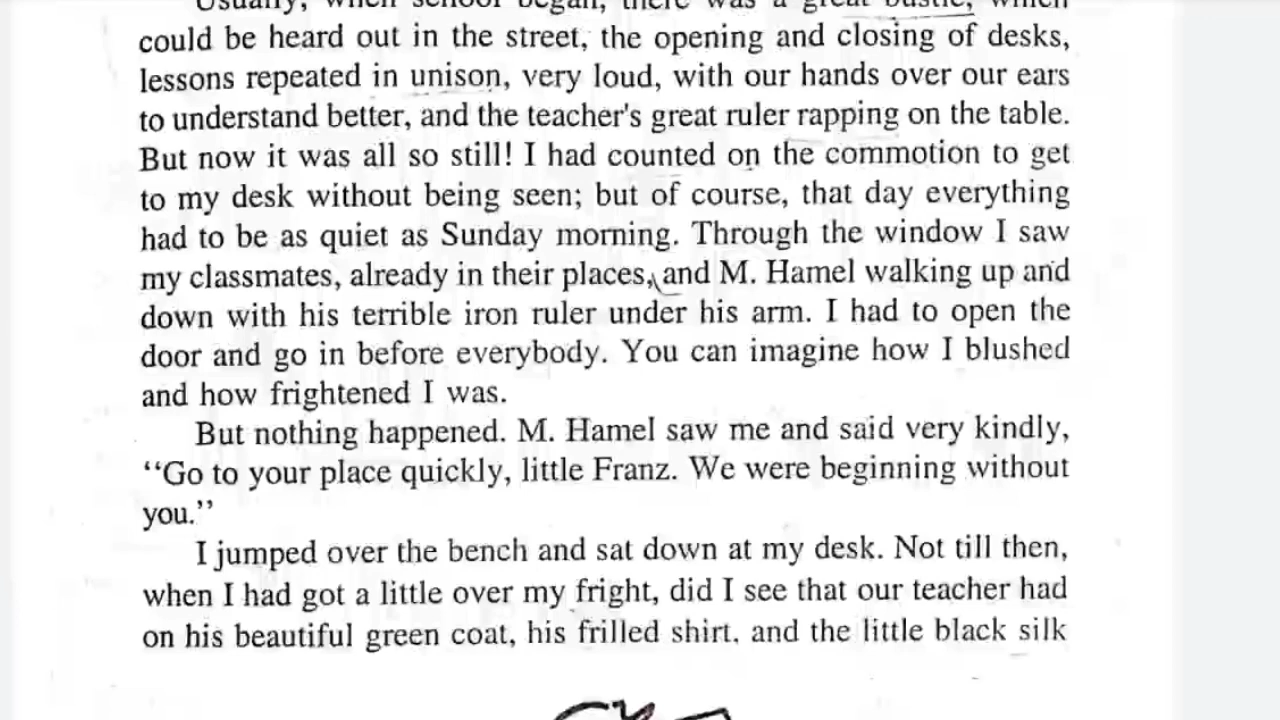 Usually, when school began, there was a great bustle, which
could be heard out in the street, the opening and closing of desks,
lessons repeated in unison, very loud, with our hands over our ears
to understand better, and the teacher's great ruler rapping on the table.
But now it was all so still! I had counted on the commotion to get
to my desk without being seen; but of course, that day everything
had to be as quiet as Sunday morning. Through the window I saw
my classmates, already in their places, and M. Hamel walking up and
down with his terrible iron ruler under his arm. I had to open the
door and go in before everybody. You can imagine how I blushed
and how frightened I was.
But nothing happened. M. Hamel saw me and said very kindly,
“Go to your place quickly, little Franz. We were beginning without
you.”
I jumped over the bench and sat down at my desk. Not till then,
when I had got a little over my fright, did I see that our teacher had
on his beautiful green coat, his frilled shirt, and the little black silk